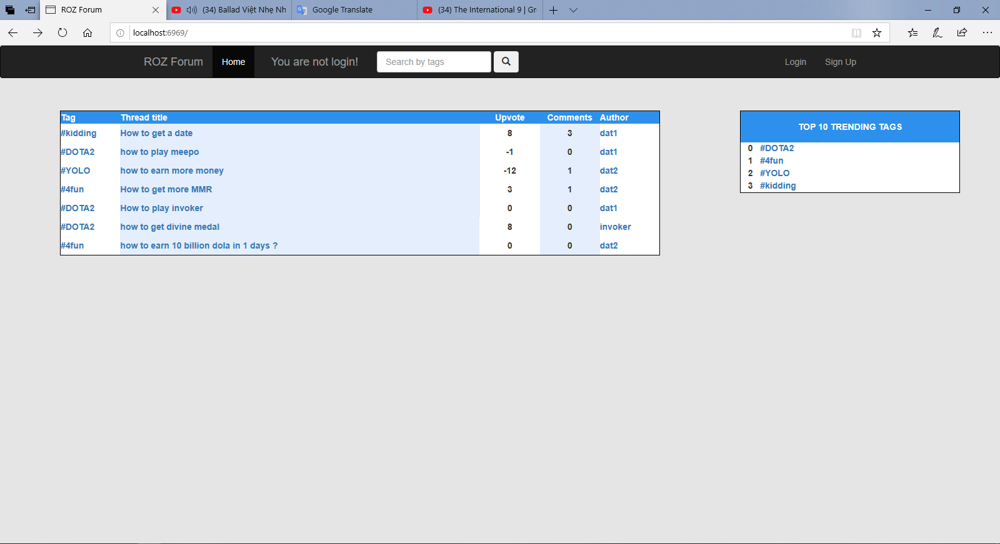 ROZ Forum
(34) Ballad Việt Nhẹ Nh
Google Translate
(34) The International 9 | Gr
localhost:6969/
ROZ Forum Home You are not login! Search by tags Login Sign Up
Tag Thread title Upvote Comments Author
#kidding How to get a date 8 3 dat1
#DOTA2 how to play meepo -1 0 dat1
#YOLO how to earn more money -12 1 dat2
#4fun How to get more MMR 3 1 dat2
#DOTA2 How to play invoker 0 0 dat1
#DOTA2 how to get divine medal 8 0 invoker
#4fun how to earn 10 billion dola in 1 days ? 0 0 dat2
TOP 10 TRENDING TAGS
0 #DOTA2
1 #4fun
2 #YOLO
3 #kidding